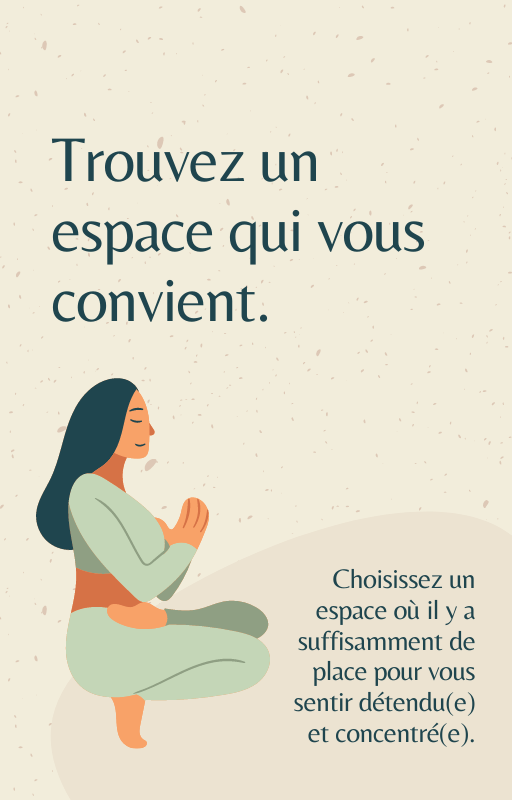 Trouvez un
espace qui vous
convient.
Choisissez un
espace où il y a
suffisamment de
place pour vous
sentir détendu(e)
et concentré(e).